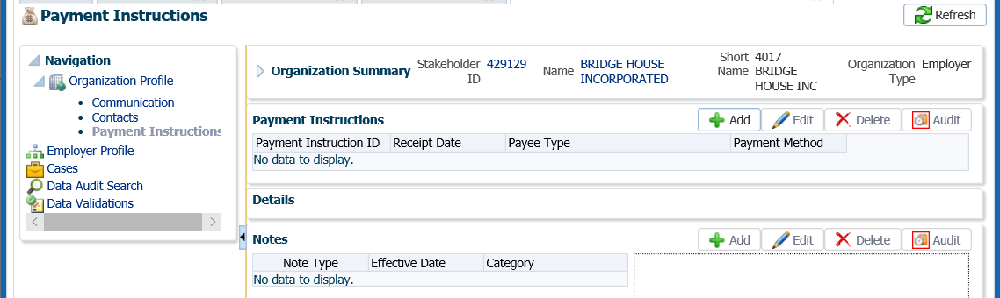 Payment Instructions
Refresh
Navigation
Organization Profile
Communication
Contacts
Payment Instructions
Employer Profile
Cases
Data Audit Search
Data Validations
Organization Summary
Stakeholder
ID
429129
Name
BRIDGE HOUSE
INCORPORATED
Short
Name
4017
BRIDGE
HOUSE INC
Organization
Type
Employer
Payment Instructions
Add Edit Delete Audit
Payment Instruction ID Receipt Date Payee Type Payment Method
No data to display.
Details
Notes
Add Edit Delete Audit
Note Type Effective Date Category
No data to display.